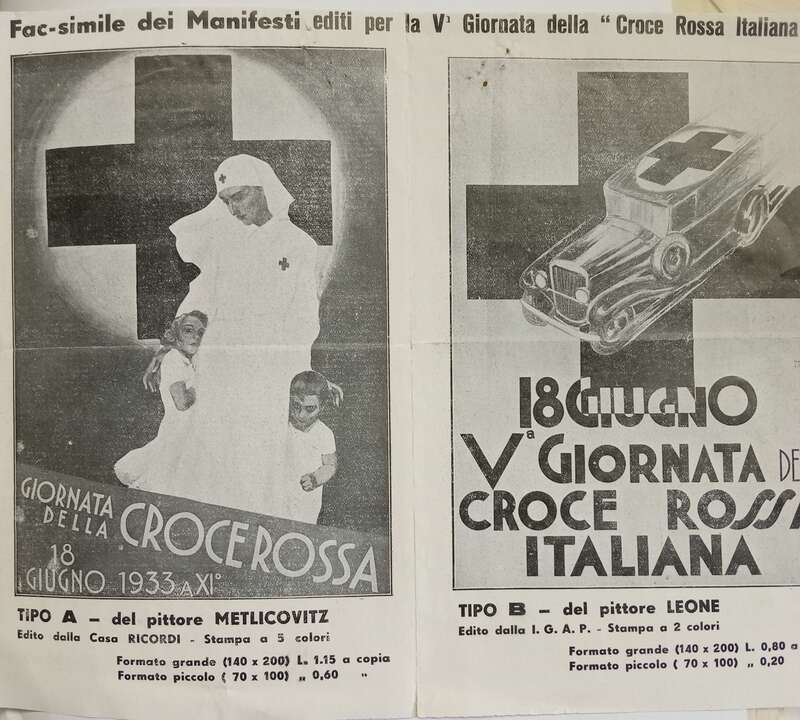 Fac-simile dei Manifesti editi per la Vª Giornata della "Croce Rossa Italiana
GIORNATA
DELLA CROCE ROSSA
18
GIUGNO 1933 A XI°
TIPO A – del pittore METLICOVITZ
Edito dalla Casa RICORDI - Stampa a 5 colori
Formato grande (140 x 200) L. 1.15 a copia
Formato piccolo ( 70 x 100) „ 0,60 "
18 GIUGNO
Vª GIORNATA DE
CROCE ROSSA
ITALIANA
TIPO B – del pittore LEONE
Edito dalla I. G. A. P. - Stampa a 2 colori
Formato grande (140 x 200) L. 0,80 a
Formato piccolo ( 70 x 100) „ 0,20